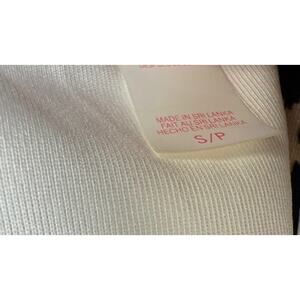 MADE IN SRI LANKA
FAIT AU SRI LANKA
HECHO EN SRI LANKA
S/P